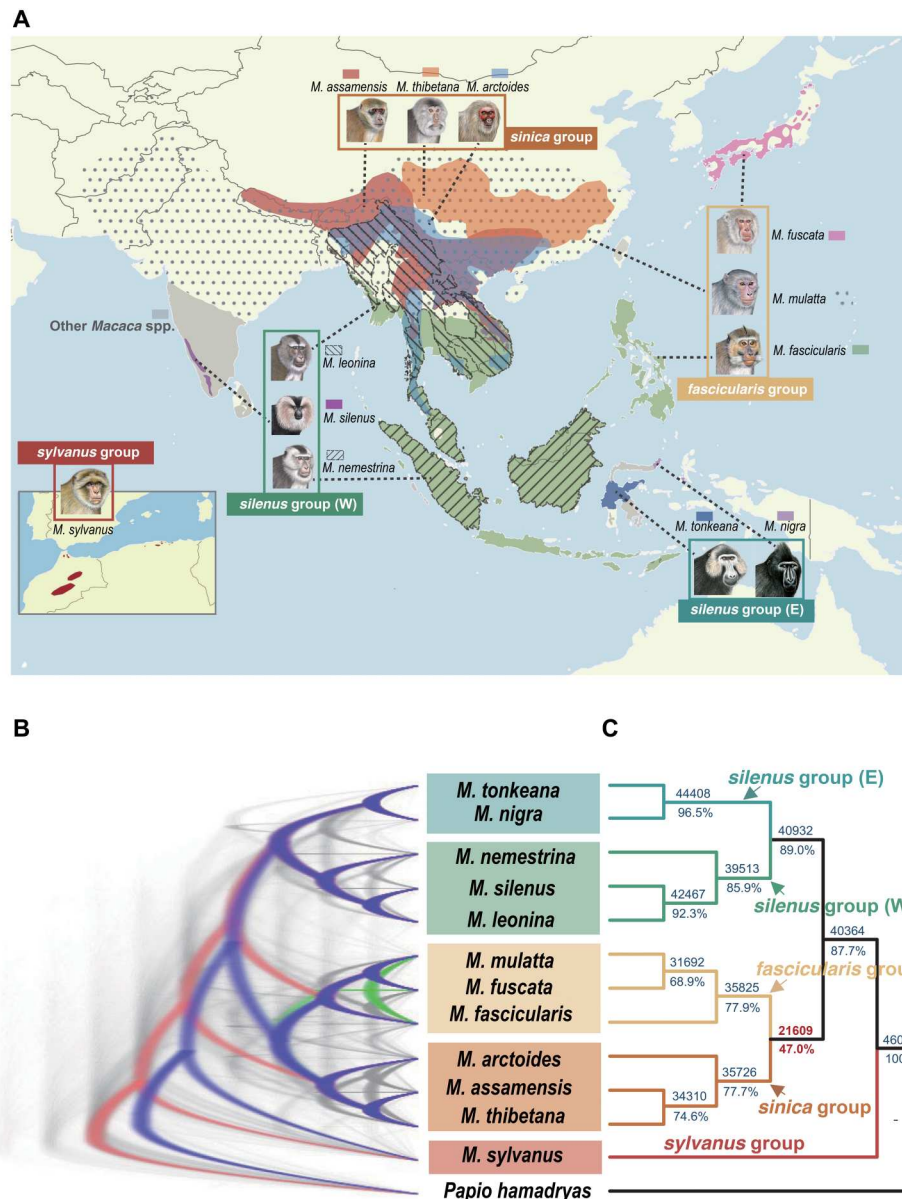 A
M. assamensis M. thibetana M. arctoides
sinica group
M. fuscata
M. mulatta
M. fascicularis
fascicularis group
Other Macaca spp.
M. leonina
M. silenus
M. nemestrina
silenus group (W)
sylvanus group
M. sylvanus
M. tonkeana M. nigra
silenus group (E)
B
C
M. tonkeana
M. nigra
M. nemestrina
M. silenus
M. leonina
M. mulatta
M. fuscata
M. fascicularis
M. arctoides
M. assamensis
M. thibetana
M. sylvanus
Papio hamadryas
silenus group (E)
44408
96.5%
40932
89.0%
39513
85.9%
42467
92.3%
silenus group (W
40364
87.7%
31692
68.9%
fascicularis grou
35825
77.9%
21609
47.0%
460
100
35726
77.7%
34310
74.6%
sinica group
-
sylvanus group